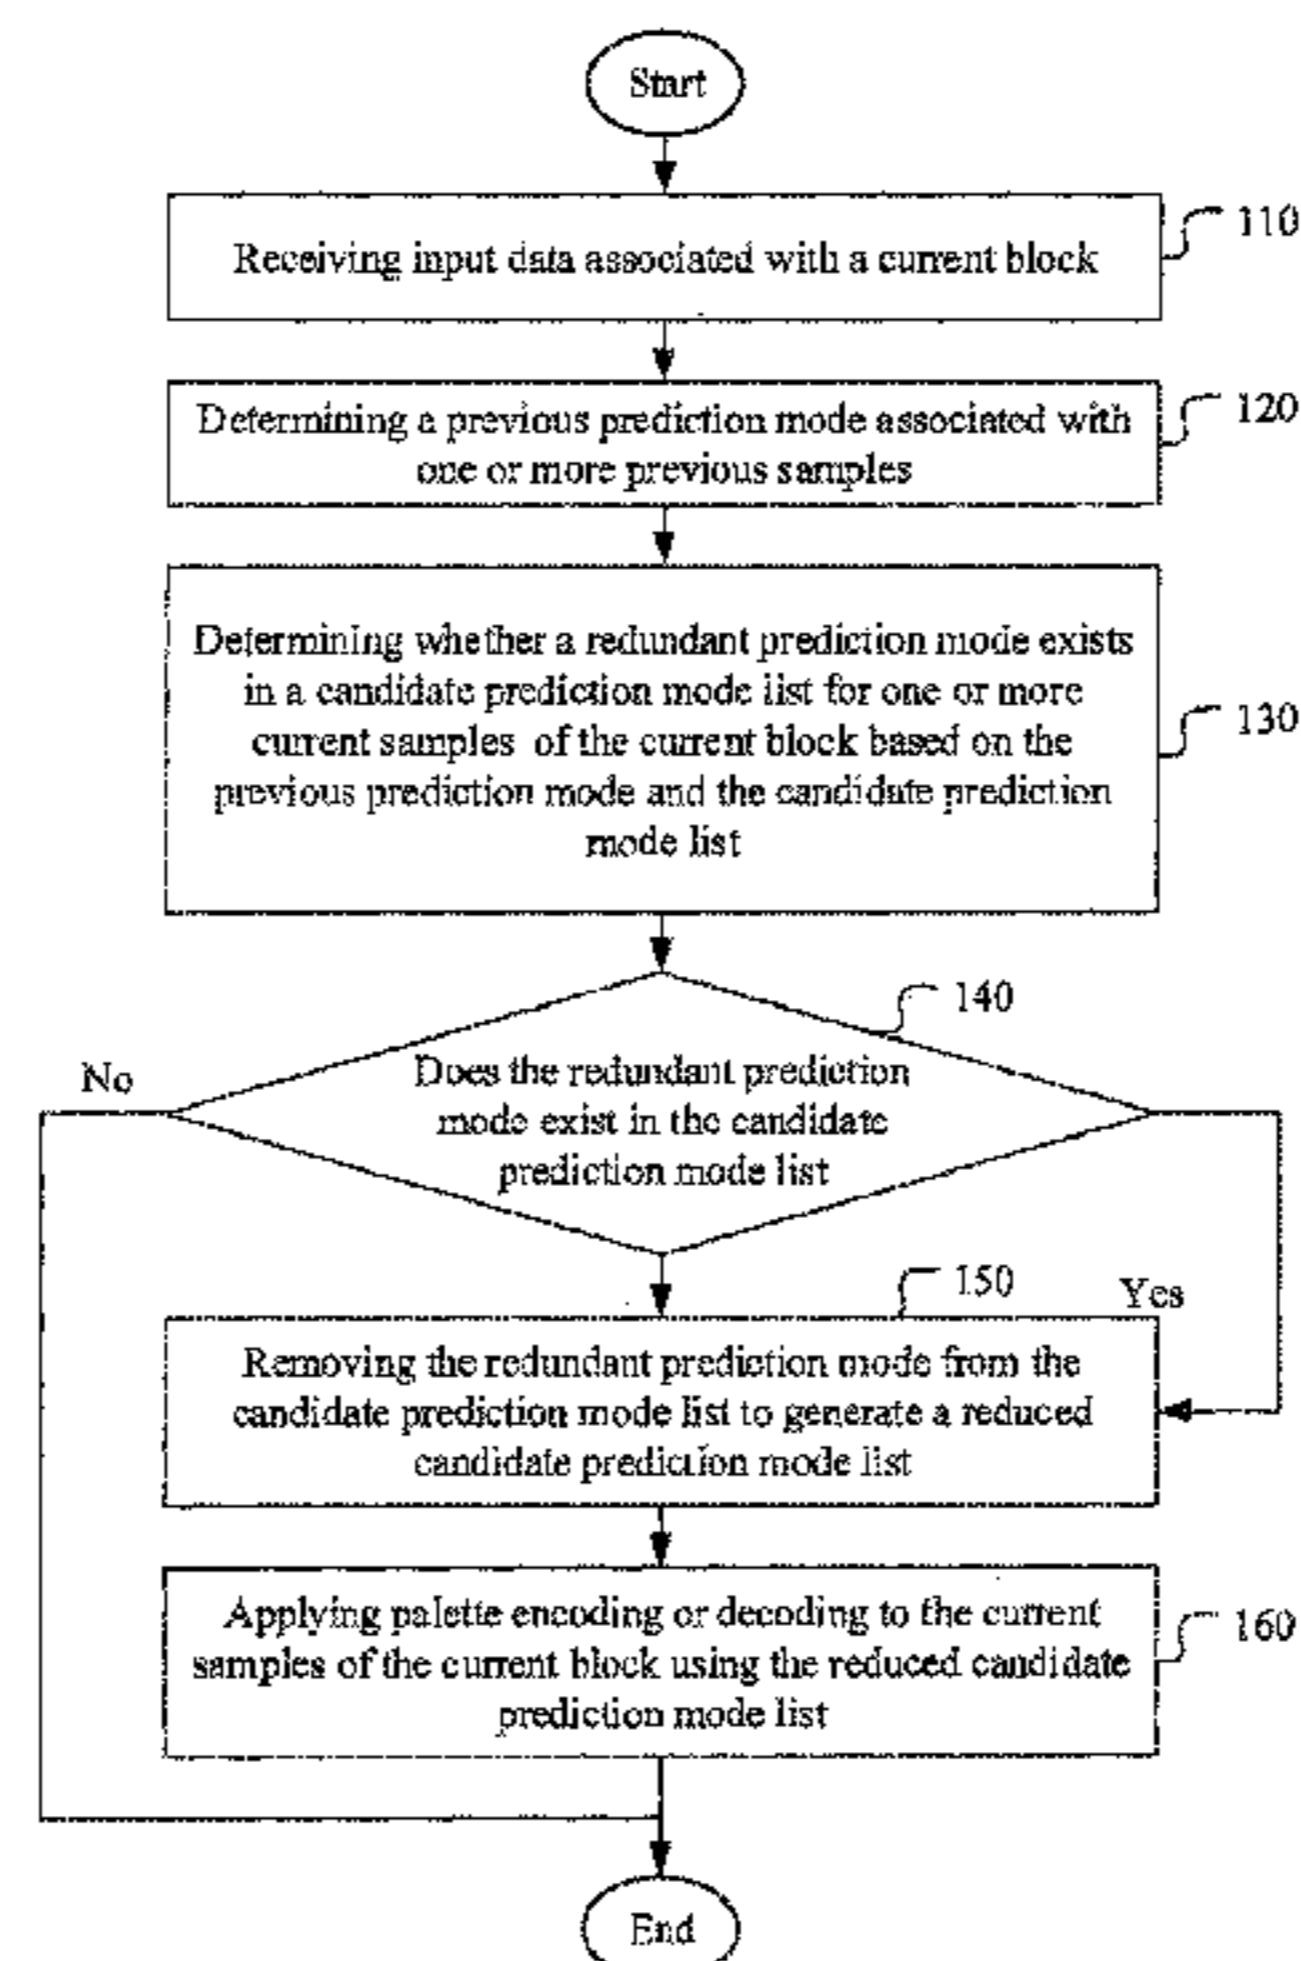 Start
Receiving input data associated with a current block
110
Determining a previous prediction mode associated with
one or more previous samples
120
Determining whether a redundant prediction mode exists
in a candidate prediction mode list for one or more
current samples of the current block based on the
previous prediction mode and the candidate prediction
mode list
130
140
No
Does the redundant prediction
mode exist in the candidate
prediction mode list
150
Yes
Removing the redundant prediction mode from the
candidate prediction mode list to generate a reduced
candidate prediction mode list
Applying palette encoding or decoding to the current
samples of the current block using the reduced candidate
prediction mode list
160
End